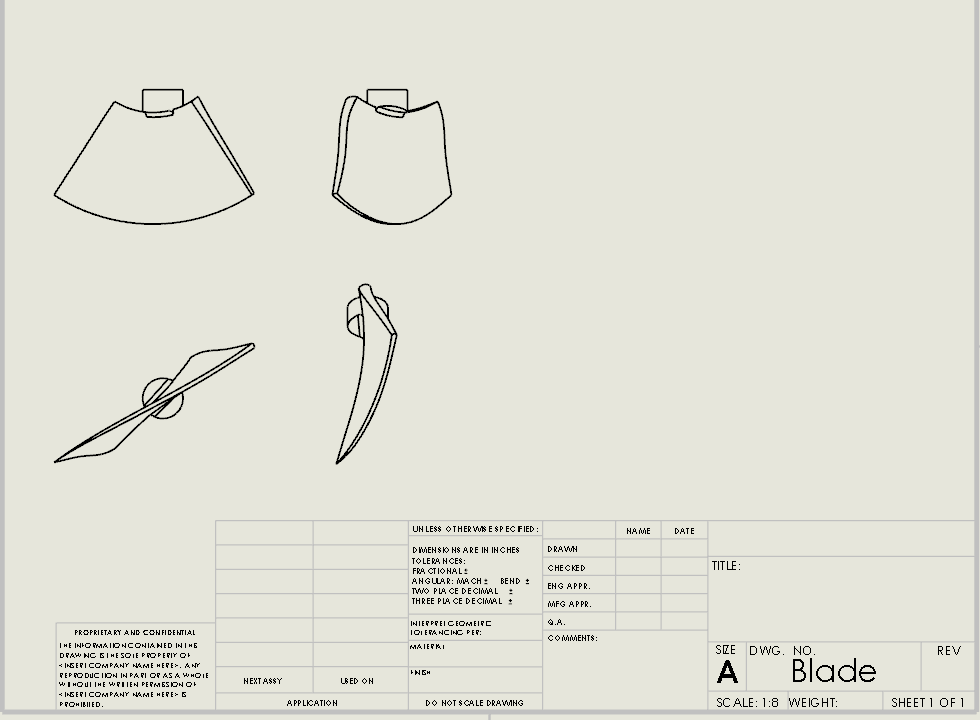 PROPRIETARY AND CONFIDENTIAL
THE INFORMATION CONTAINED IN THIS
DRAWING IS THE SOLE PROPERTY OF
<INSERT COMPANY NAME HERE>. ANY
REPRODUCTION IN PART OR AS A WHOLE
WITHOUT THE WRITTEN PERMISSION OF
<INSERT COMPANY NAME HERE> IS
PROHIBITED.
NEXT ASSY
USED ON
APPLICATION
UNLESS OTHERWISE SPECIFIED:
DIMENSIONS ARE IN INCHES
TOLERANCES:
FRACTIONAL ±
ANGULAR: MACH ± BEND ±
TWO PLACE DECIMAL ±
THREE PLACE DECIMAL ±
INTERPRET GEOMETRIC
TOLERANCING PER:
MATERIAL
FINISH
DO NOT SCALE DRAWING
NAME
DATE
DRAWN
CHECKED
ENG APPR.
MFG APPR.
Q.A.
COMMENTS:
TITLE:
SIZE
A
DWG. NO.
Blade
REV
SCALE: 1:8
WEIGHT:
SHEET 1 OF 1